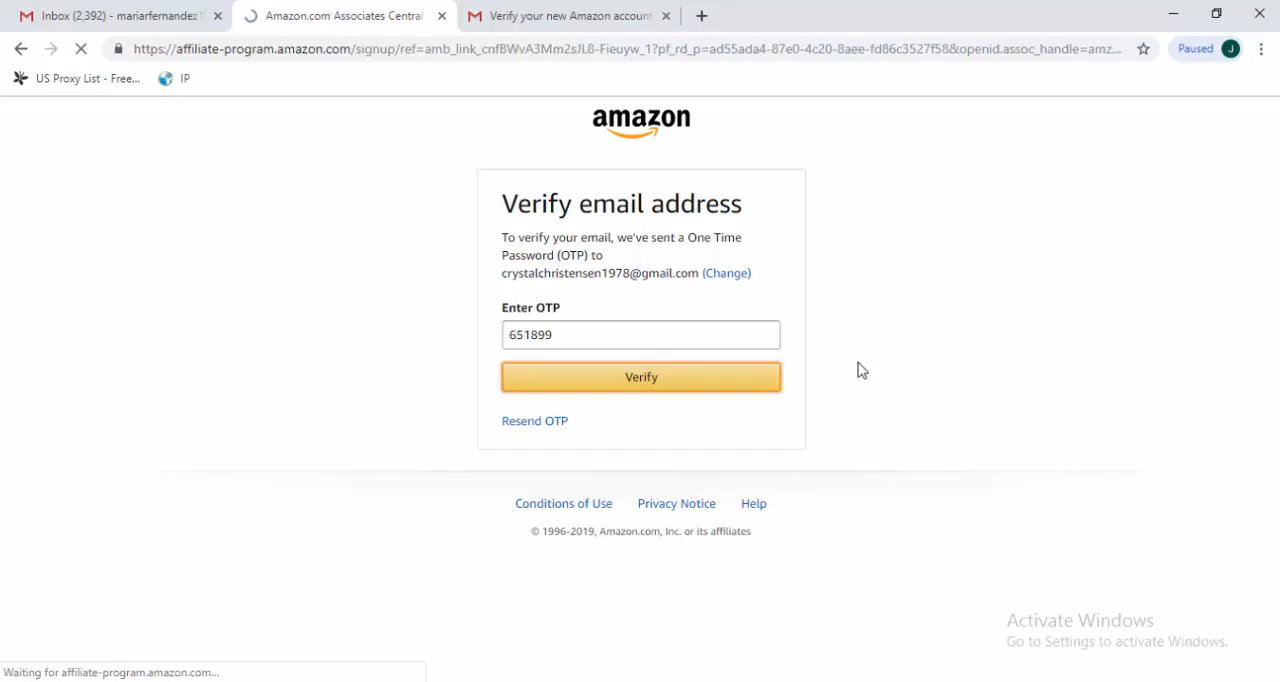 Inbox (2,392) - mariarfernandez1
Amazon.com Associates Central
Verify your new Amazon account
https://affiliate-program.amazon.com/signup/ref=amb_link_cnfBWvA3Mm2sJL8-Fieuyw_1?pf_rd_p=ad55ada4-87e0-4c20-8aee-fd86c3527f58&openid.assoc_handle=amz...
Paused J
US Proxy List - Free...
IP
amazon
Verify email address
To verify your email, we've sent a One Time
Password (OTP) to
crystalchristensen1978@gmail.com (Change)
Enter OTP
651899
Verify
Resend OTP
Conditions of Use Privacy Notice Help
© 1996-2019, Amazon.com, Inc. or its affiliates
Activate Windows
Go to Settings to activate Windows.
Waiting for affiliate-program.amazon.com...